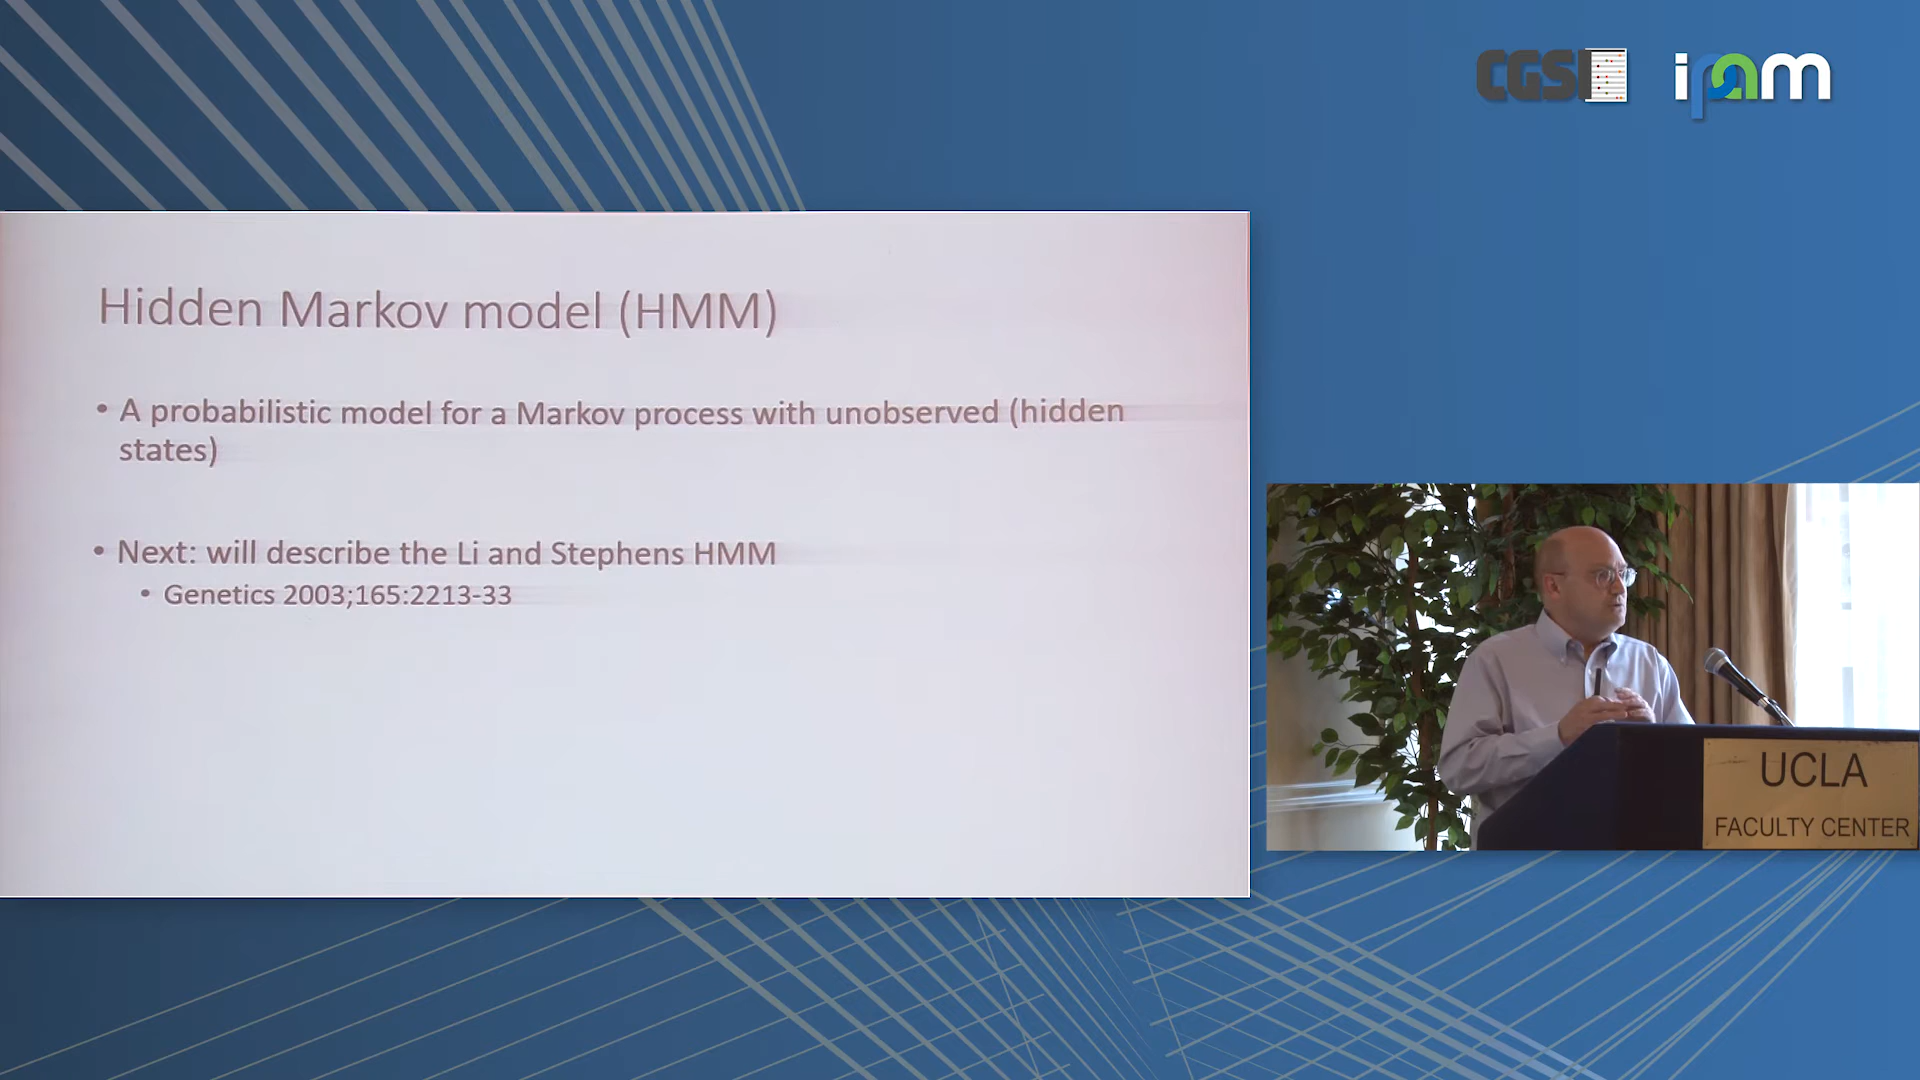 CGSI
ipam
Hidden Markov model (HMM)
• A probabilistic model for a Markov process with unobserved (hidden
states)
• Next: will describe the Li and Stephens HMM
• Genetics 2003;165:2213-33
UCLA
FACULTY CENTER